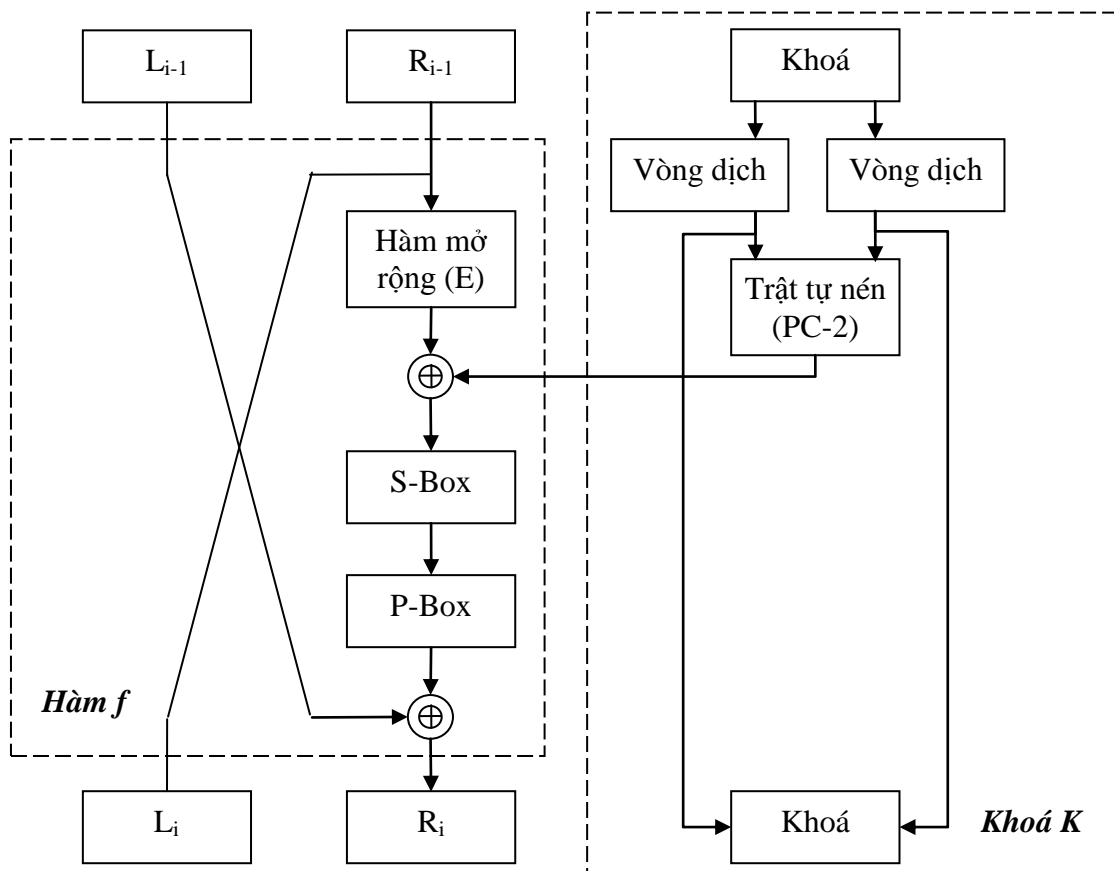 L_{i-1}
R_{i-1}
Khoá
Vòng dịch
Vòng dịch
Hàm mở
rộng (E)
Trật tự nén
(PC-2)
S-Box
P-Box
Hàm f
L_i
R_i
Khoá
Khoá K